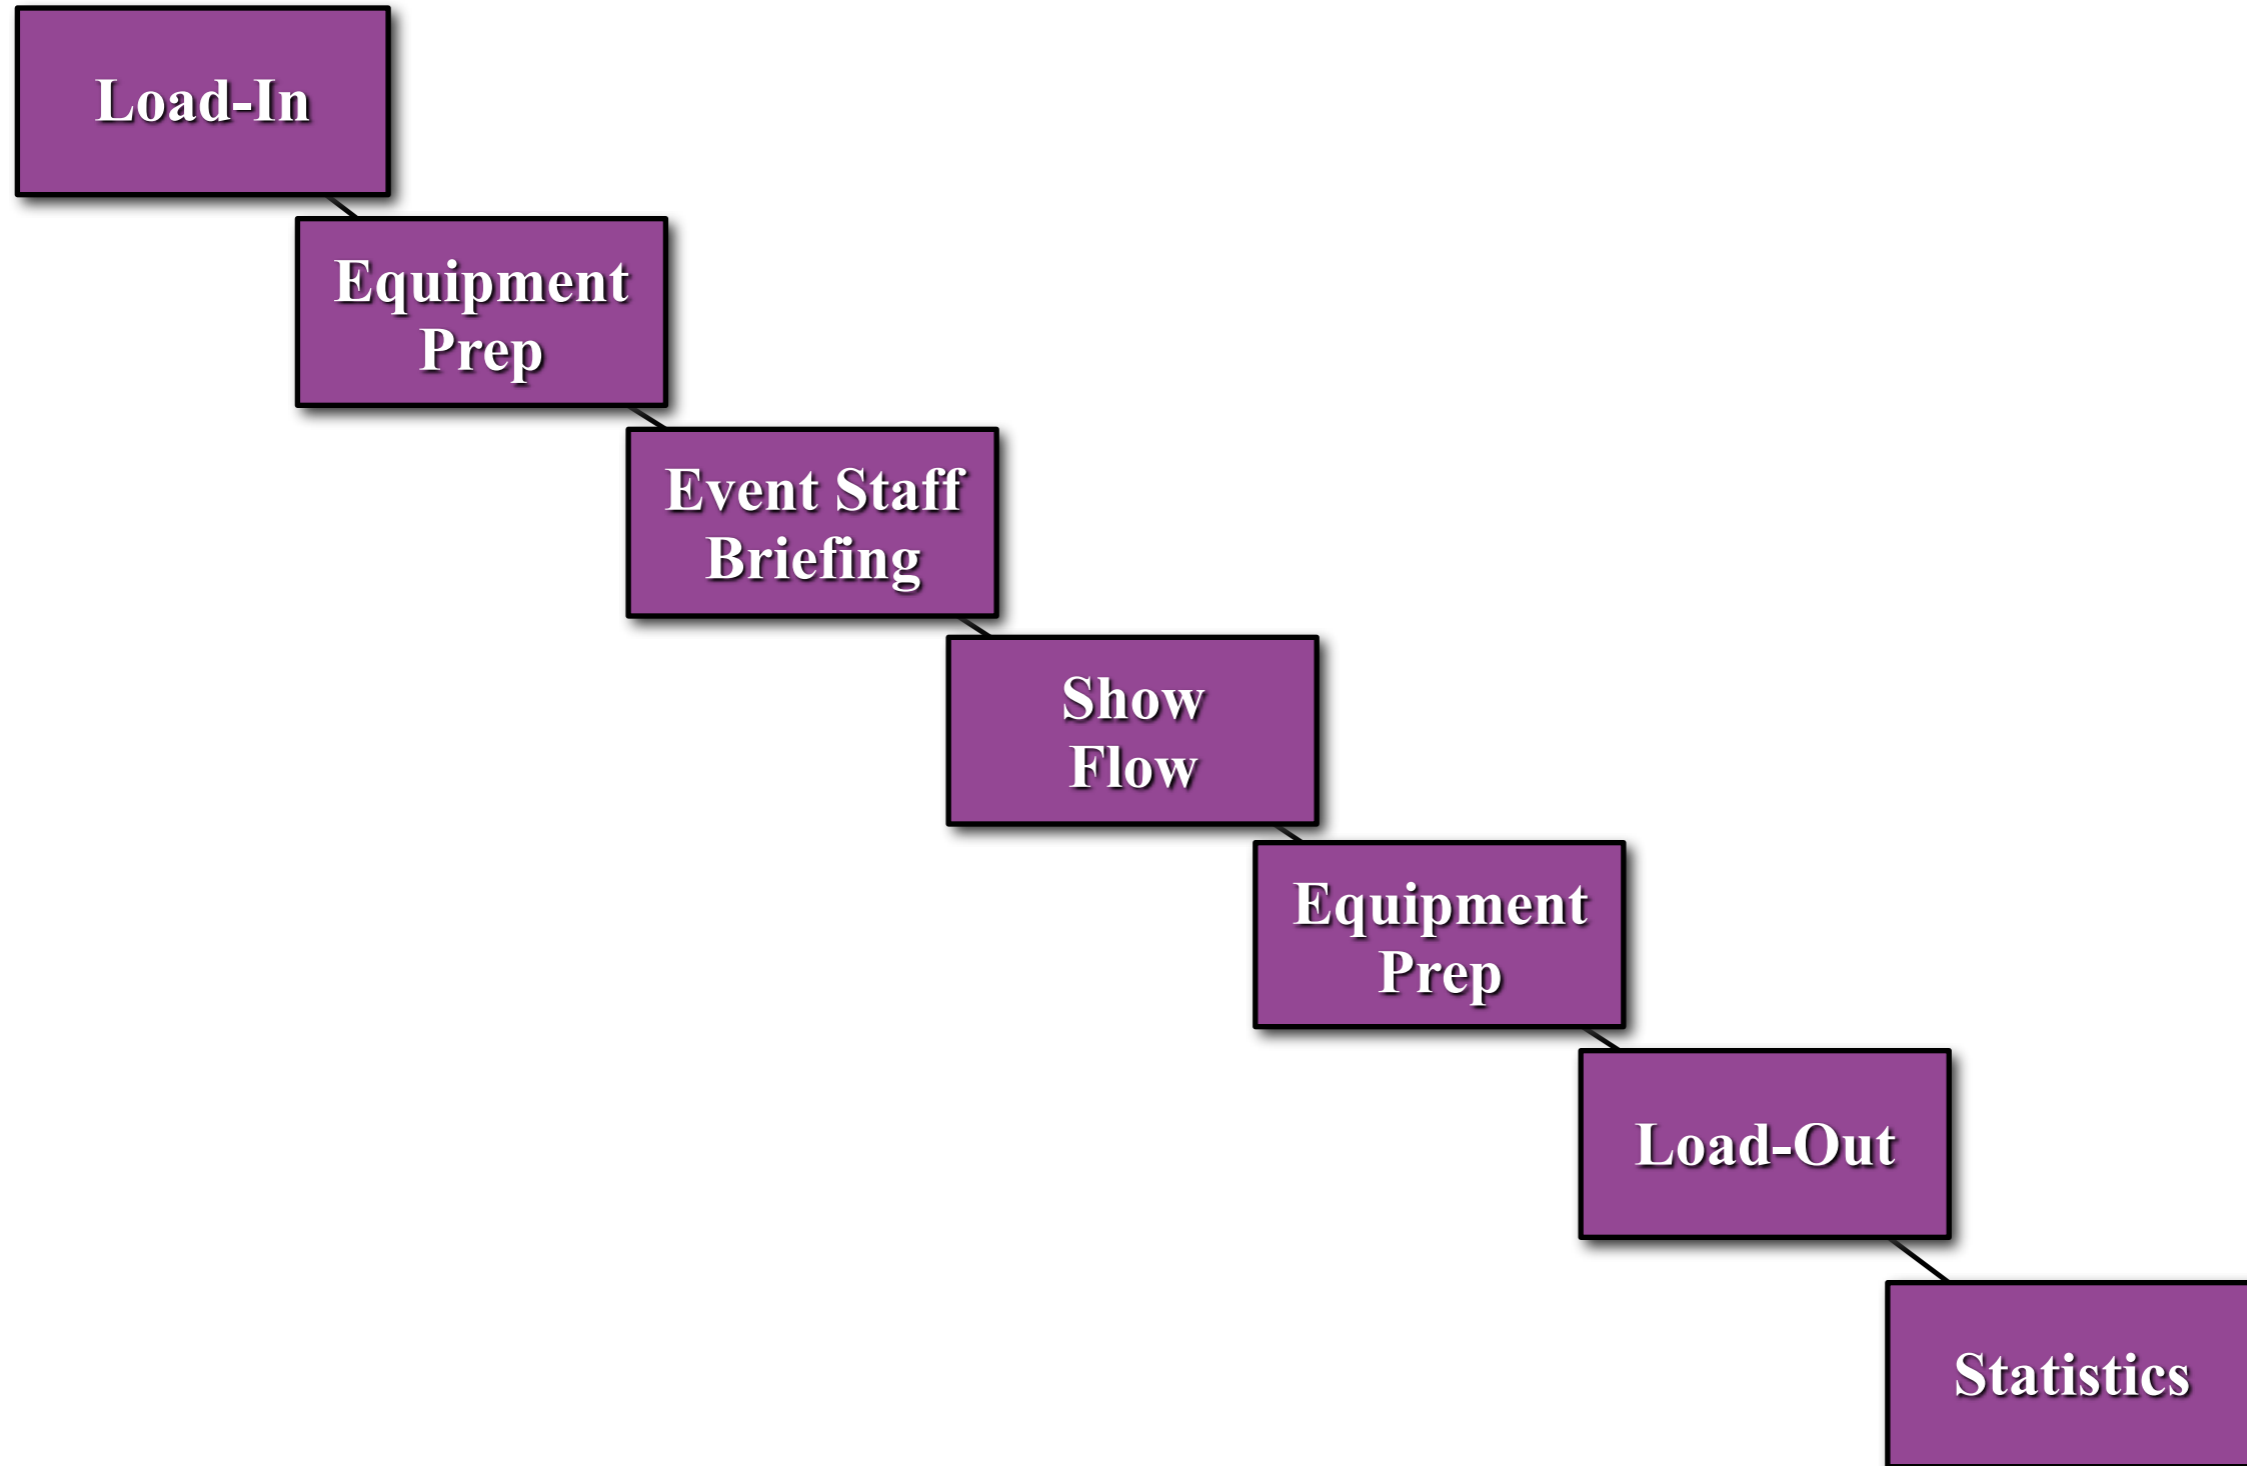 Load-In
Equipment
Prep
Event Staff
Briefing
Show
Flow
Equipment
Prep
Load-Out
Statistics